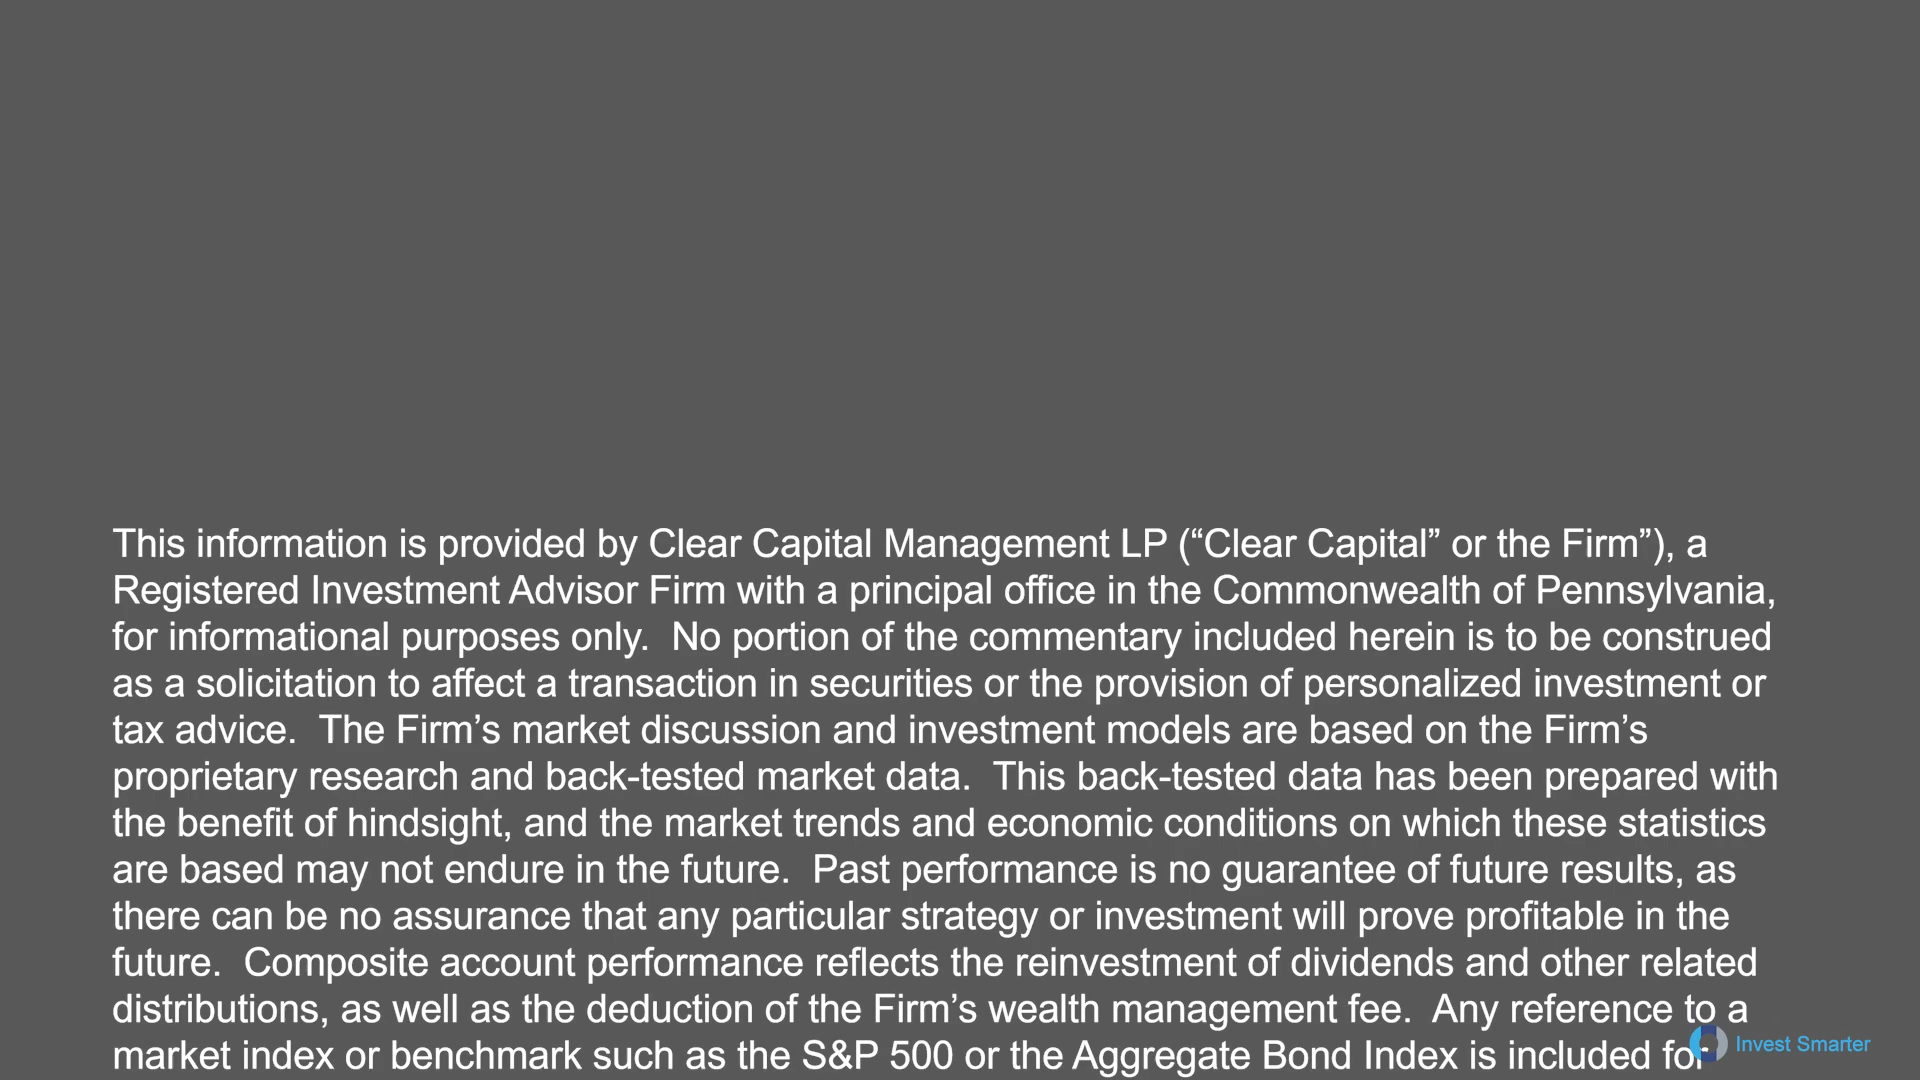 This information is provided by Clear Capital Management LP (“Clear Capital” or the Firm”), a
Registered Investment Advisor Firm with a principal office in the Commonwealth of Pennsylvania,
for informational purposes only.  No portion of the commentary included herein is to be construed
as a solicitation to affect a transaction in securities or the provision of personalized investment or
tax advice.  The Firm’s market discussion and investment models are based on the Firm’s
proprietary research and back-tested market data.  This back-tested data has been prepared with
the benefit of hindsight, and the market trends and economic conditions on which these statistics
are based may not endure in the future.  Past performance is no guarantee of future results, as
there can be no assurance that any particular strategy or investment will prove profitable in the
future.  Composite account performance reflects the reinvestment of dividends and other related
distributions, as well as the deduction of the Firm’s wealth management fee.  Any reference to a
market index or benchmark such as the S&P 500 or the Aggregate Bond Index is included for
Invest Smarter